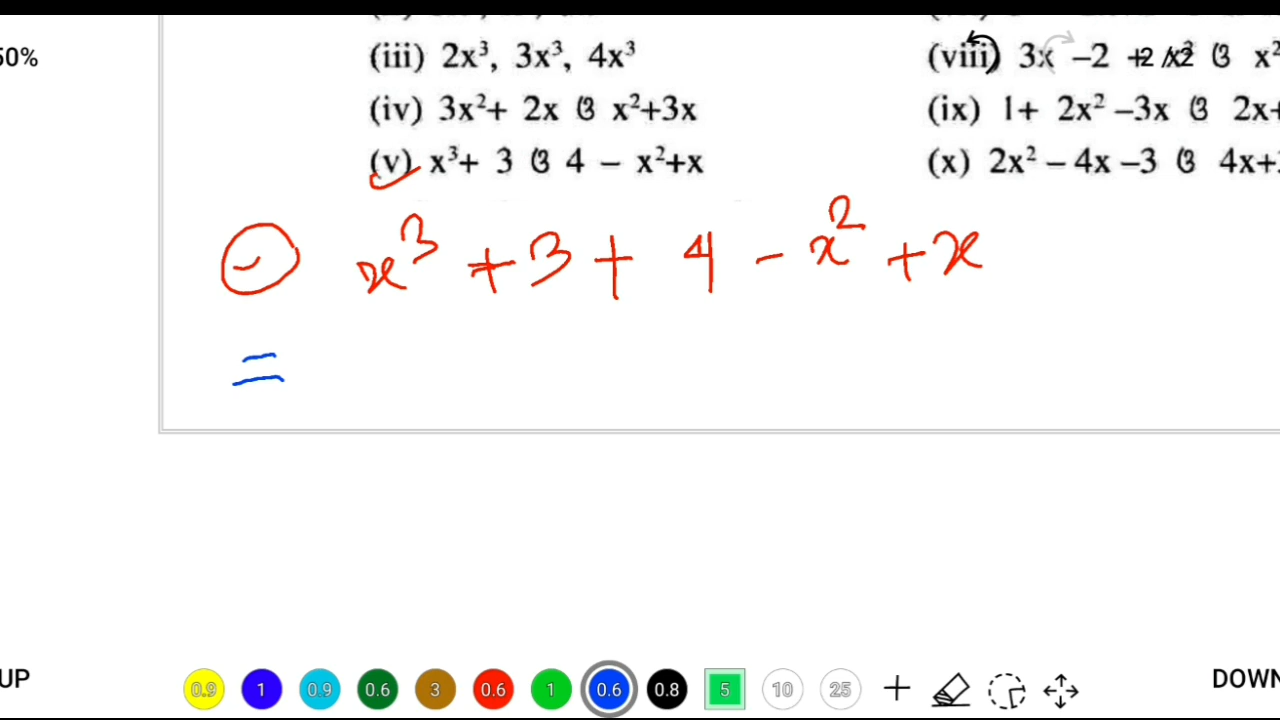 50%
(iii) 2x³, 3x³, 4x³
(iv) 3x²+ 2x ଓ x²+3x
(v) x³+ 3 ଓ 4 – x²+x
(viii) 3x –2 ଓ x²
(ix) 1+ 2x² –3x ଓ 2x+
(x) 2x² – 4x –3 ଓ 4x+
x³ + 3 + 4 - x² + x
=
UP
0.9 1 0.9 0.6 3 0.6 1 0.6 0.8 5 10 25
DOWN